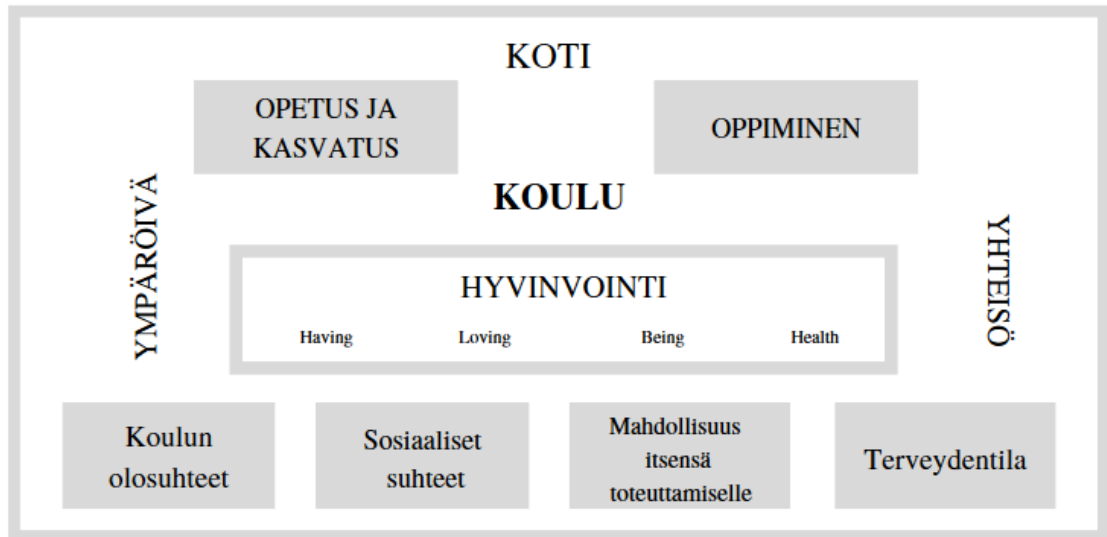 KOTI
OPETUS JA
KASVATUS
OPPIMINEN
KOULU
YMPÄRÖIVÄ
YHTEISÖ
HYVINVOINTI
Having Loving Being Health
Koulun
olosuhteet
Sosiaaliset
suhteet
Mahdollisuus
itsensä
toteuttamiselle
Terveydentila